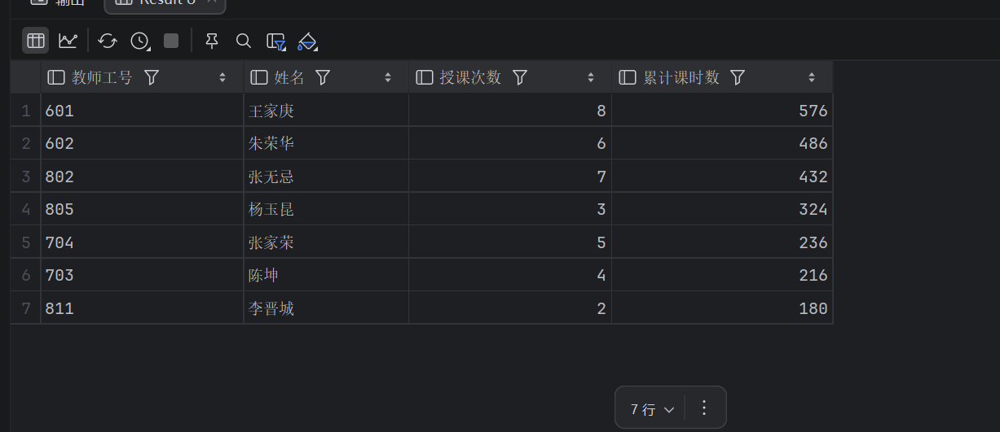 输出 Result 6
教师工号 姓名 授课次数 累计课时数
1 601 王家庚 8 576
2 602 朱荣华 6 486
3 802 张无忌 7 432
4 805 杨玉昆 3 324
5 704 张家荣 5 236
6 703 陈坤 4 216
7 811 李晋城 2 180
7 行